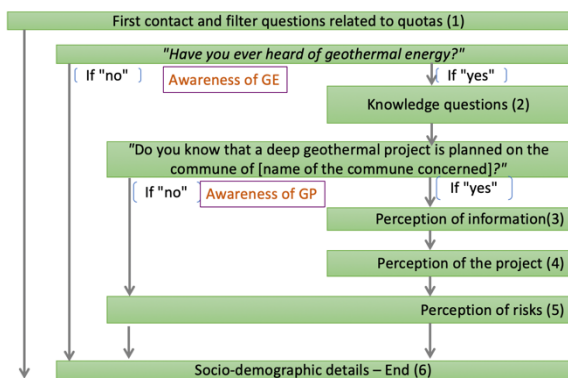 First contact and filter questions related to quotas (1)
"Have you ever heard of geothermal energy?"
If "no"
Awareness of GE
If "yes"
Knowledge questions (2)
"Do you know that a deep geothermal project is planned on the
commune of [name of the commune concerned]?"
If "no"
Awareness of GP
If "yes"
Perception of information(3)
Perception of the project (4)
Perception of risks (5)
Socio-demographic details – End (6)